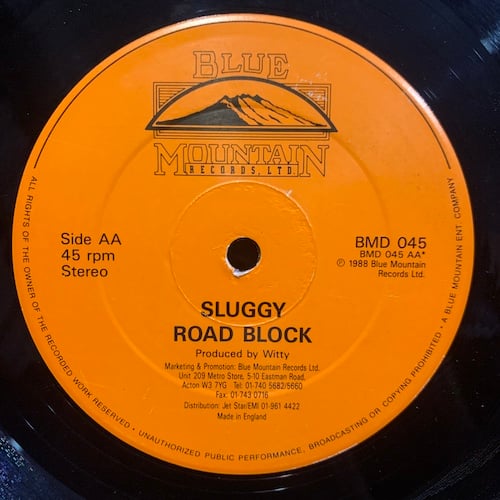 BLUE
MOUNTAIN
RECORDS, LTD.
Side AA
45 rpm
Stereo
BMD 045
BMD 045 AA*
℗ 1988 Blue Mountain
Records Ltd.
SLUGGY
ROAD BLOCK
Produced by Witty
Marketing & Promotion: Blue Mountain Records Ltd.
Unit 209 Metro Store, 5-10 Eastman Road,
Acton W3 7YG Tel: 01-740 5682/5660
Fax: 01-743 0716
Distribution: Jet Star/EMI 01-961 4422
Made in England
ALL RIGHTS OF THE OWNER OF THE RECORDED WORK RESERVED • UNAUTHORIZED PUBLIC PERFORMANCE, BROADCASTING OR COPYING PROHIBITED • A BLUE MOUNTAIN ENT. COMPANY